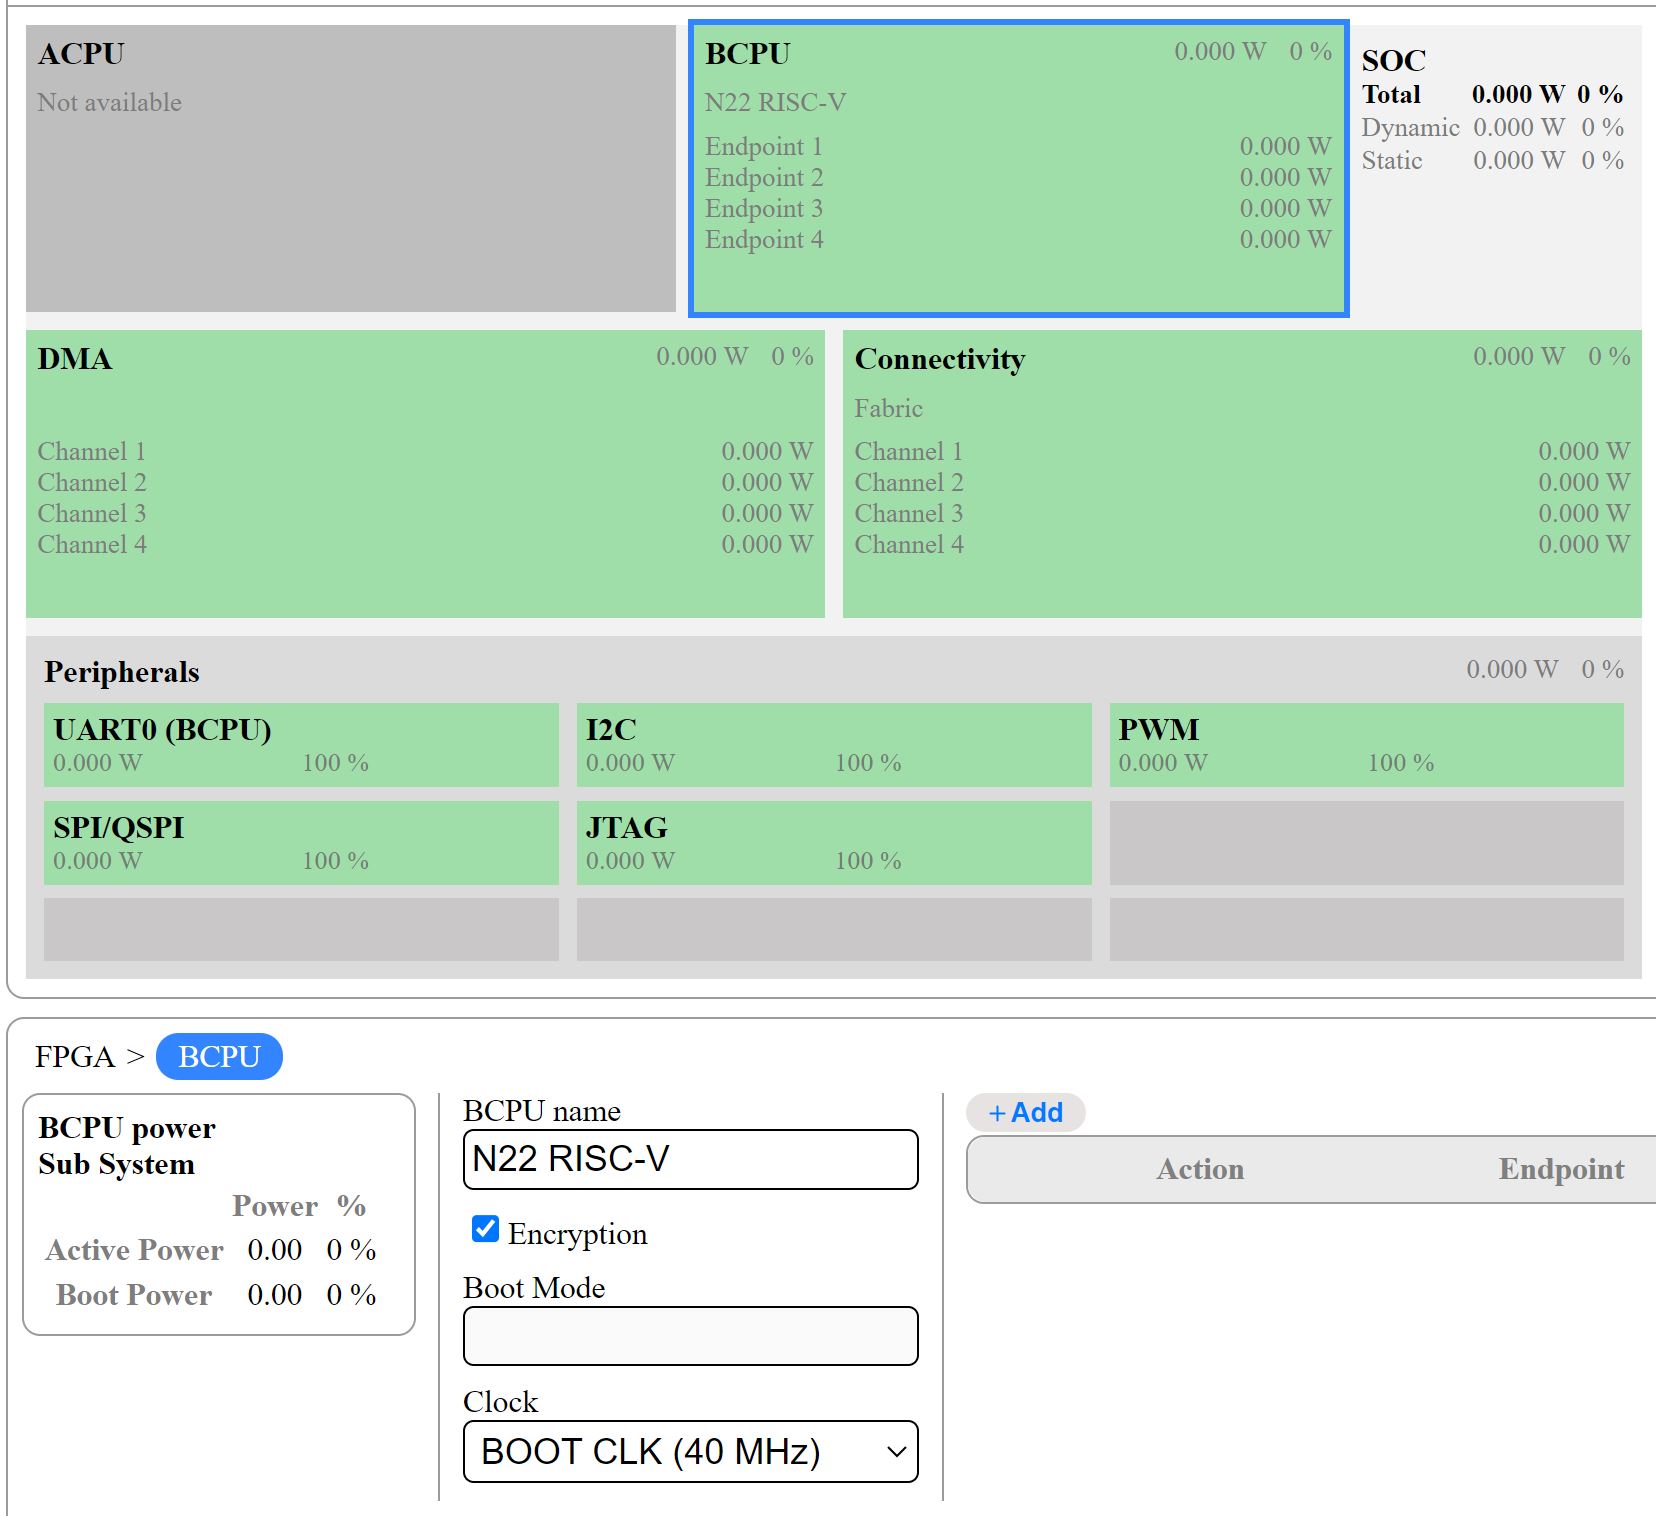 ACPU
Not available
BCPU 0.000 W 0 %
N22 RISC-V
Endpoint 1 0.000 W
Endpoint 2 0.000 W
Endpoint 3 0.000 W
Endpoint 4 0.000 W
SOC
Total 0.000 W 0 %
Dynamic 0.000 W 0 %
Static 0.000 W 0 %
DMA 0.000 W 0 %
Channel 1 0.000 W
Channel 2 0.000 W
Channel 3 0.000 W
Channel 4 0.000 W
Connectivity 0.000 W 0 %
Fabric
Channel 1 0.000 W
Channel 2 0.000 W
Channel 3 0.000 W
Channel 4 0.000 W
Peripherals 0.000 W 0 %
UART0 (BCPU)
0.000 W 100 %
I2C
0.000 W 100 %
PWM
0.000 W 100 %
SPI/QSPI
0.000 W 100 %
JTAG
0.000 W 100 %
FPGA > BCPU
BCPU power
Sub System
Power %
Active Power 0.00 0 %
Boot Power 0.00 0 %
BCPU name
N22 RISC-V
Encryption
Boot Mode
Clock
BOOT CLK (40 MHz)
+ Add
Action Endpoint